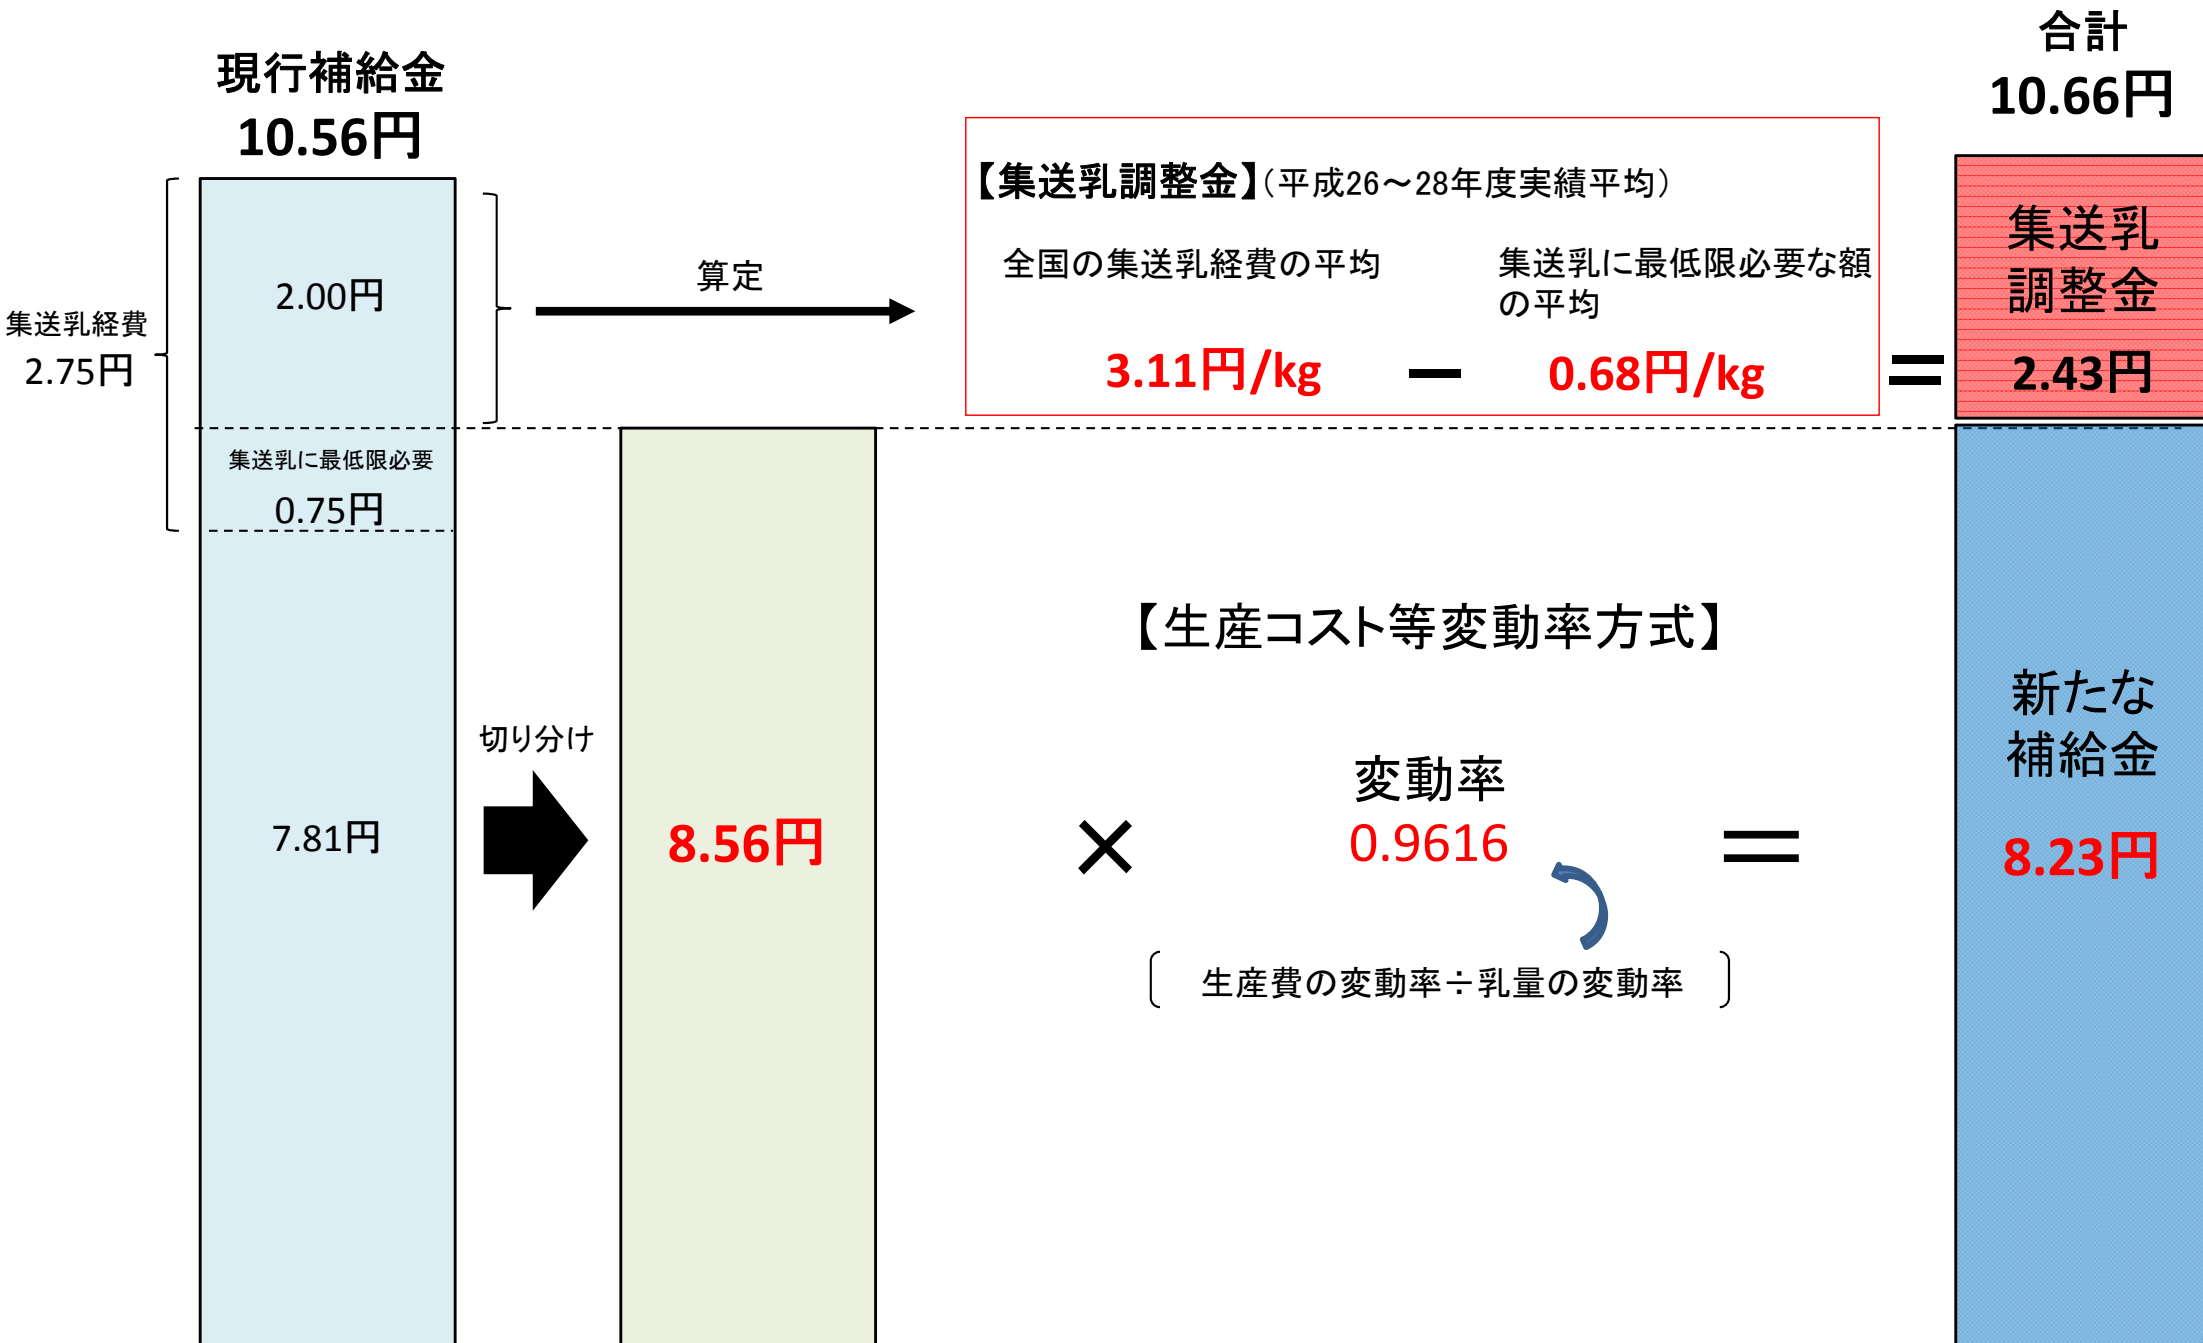 現行補給金
10.56円
合計
10.66円
集送乳経費
2.75円
2.00円
集送乳に最低限必要
0.75円
7.81円
算定
【集送乳調整金】(平成26～28年度実績平均)
全国の集送乳経費の平均
集送乳に最低限必要な額
の平均
3.11円/kg
－
0.68円/kg
＝
集送乳
調整金
2.43円
切り分け
8.56円
【生産コスト等変動率方式】
×
変動率
0.9616
＝
生産費の変動率÷乳量の変動率
新たな
補給金
8.23円